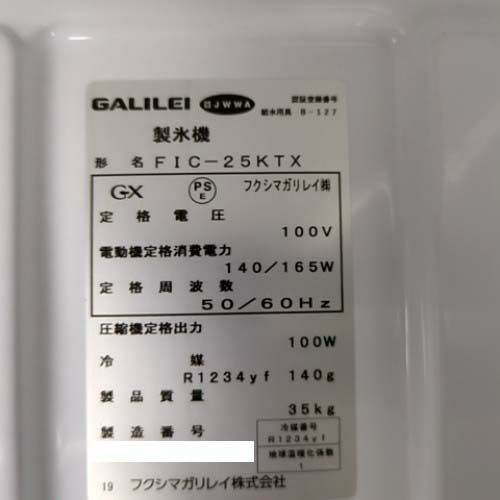 GALILEI JWWA 認証登録番号
給水用具 B-127
製氷機
形 名 FIC-25KTX
GX PSE フクシマガリレイ㈱
定格電圧
100V
電動機定格消費電力
140/165W
定格周波数
50/60Hz
圧縮機定格出力
100W
冷媒
R1234yf 140g
製品質量
35kg
製造番号
冷媒番号
R1234yf
地球温暖化係数
1
19 フクシマガリレイ株式会社